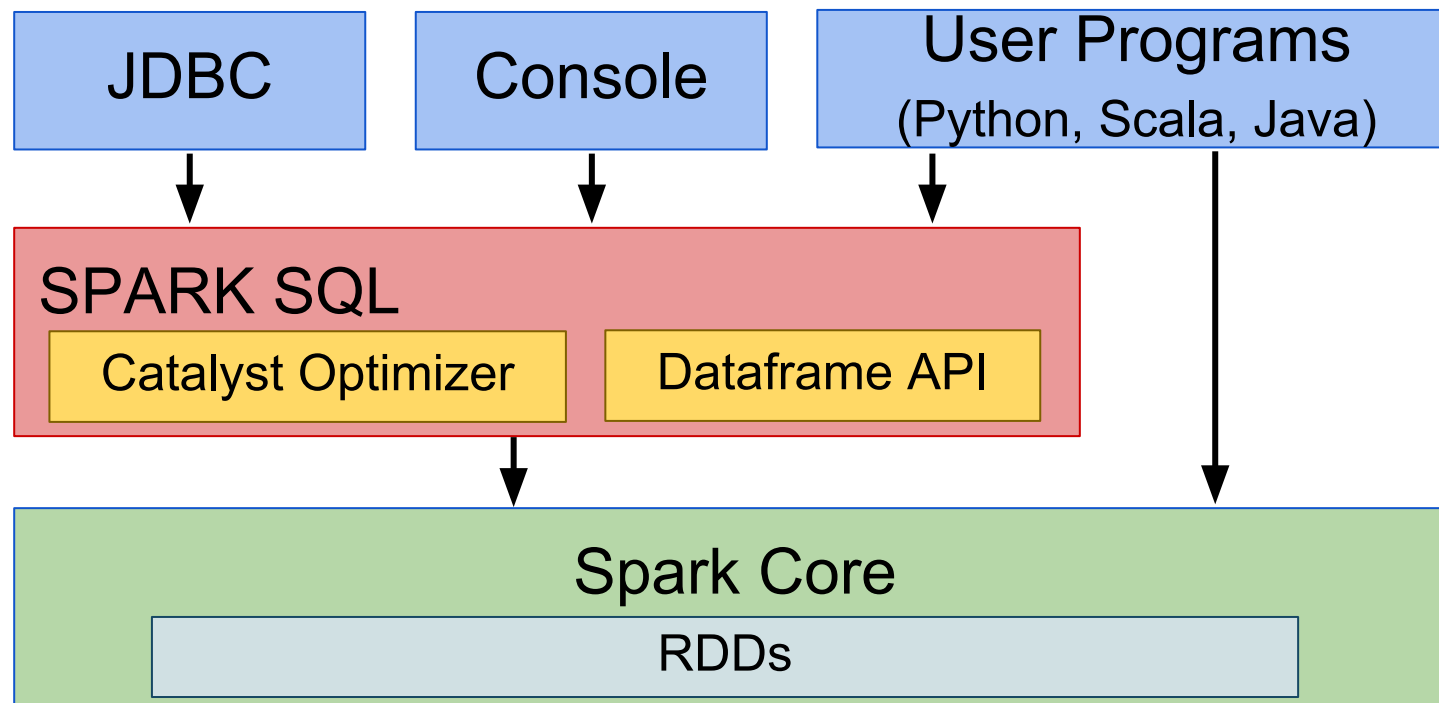 JDBC
Console
User Programs
(Python, Scala, Java)
SPARK SQL
Catalyst Optimizer
Dataframe API
Spark Core
RDDs